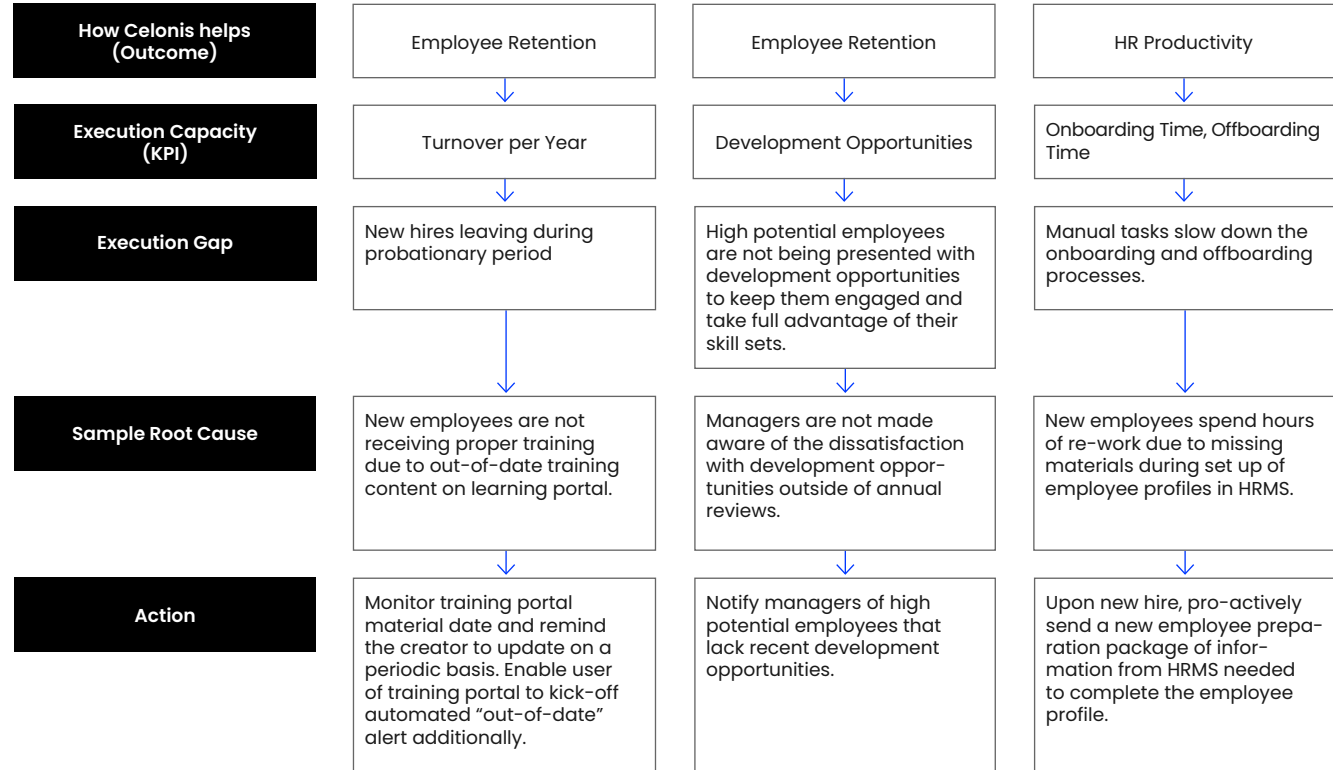 How Celonis helps
(Outcome)
Employee Retention
Employee Retention
HR Productivity
Execution Capacity
(KPI)
Turnover per Year
Development Opportunities
Onboarding Time, Offboarding
Time
Execution Gap
New hires leaving during
probationary period
High potential employees
are not being presented with
development opportunities
to keep them engaged and
take full advantage of their
skill sets.
Manual tasks slow down the
onboarding and offboarding
processes.
Sample Root Cause
New employees are not
receiving proper training
due to out-of-date training
content on learning portal.
Managers are not made
aware of the dissatisfaction
with development oppor-
tunities outside of annual
reviews.
New employees spend hours
of re-work due to missing
materials during set up of
employee profiles in HRMS.
Action
Monitor training portal
material date and remind
the creator to update on a
periodic basis. Enable user
of training portal to kick-off
automated “out-of-date”
alert additionally.
Notify managers of high
potential employees that
lack recent development
opportunities.
Upon new hire, pro-actively
send a new employee prepa-
ration package of infor-
mation from HRMS needed
to complete the employee
profile.